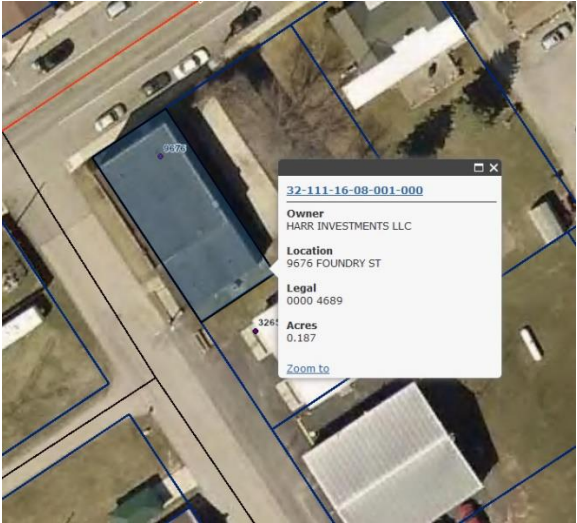 9676
32-111-16-08-001-000
Owner
HARR INVESTMENTS LLC
Location
9676 FOUNDRY ST
Legal
0000 4689
Acres
0.187
3265
Zoom to